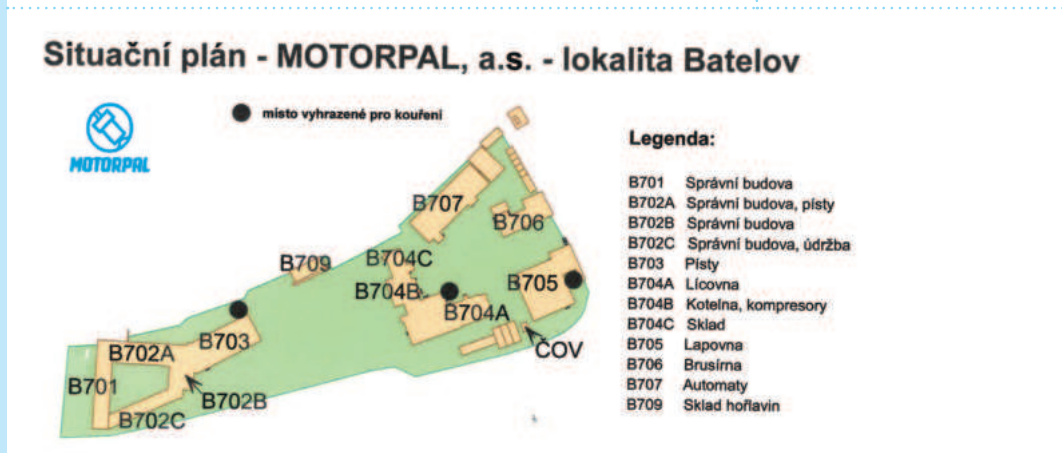 Situační plán - MOTORPAL, a.s. - lokalita Batelov
místo vyhrazené pro kouření
MOTORPAL
Legenda:
B701 Správní budova
B702A Správní budova, písty
B702B Správní budova
B702C Správní budova, údržba
B703 Písty
B704A Lícovna
B704B Kotelna, kompresory
B704C Sklad
B705 Lapovna
B706 Brusírna
B707 Automaty
B709 Sklad hořlavin
B707
B706
B709
B704C
B704B
B705
B704A
B703
B702A
ČOV
B701
B702B
B702C